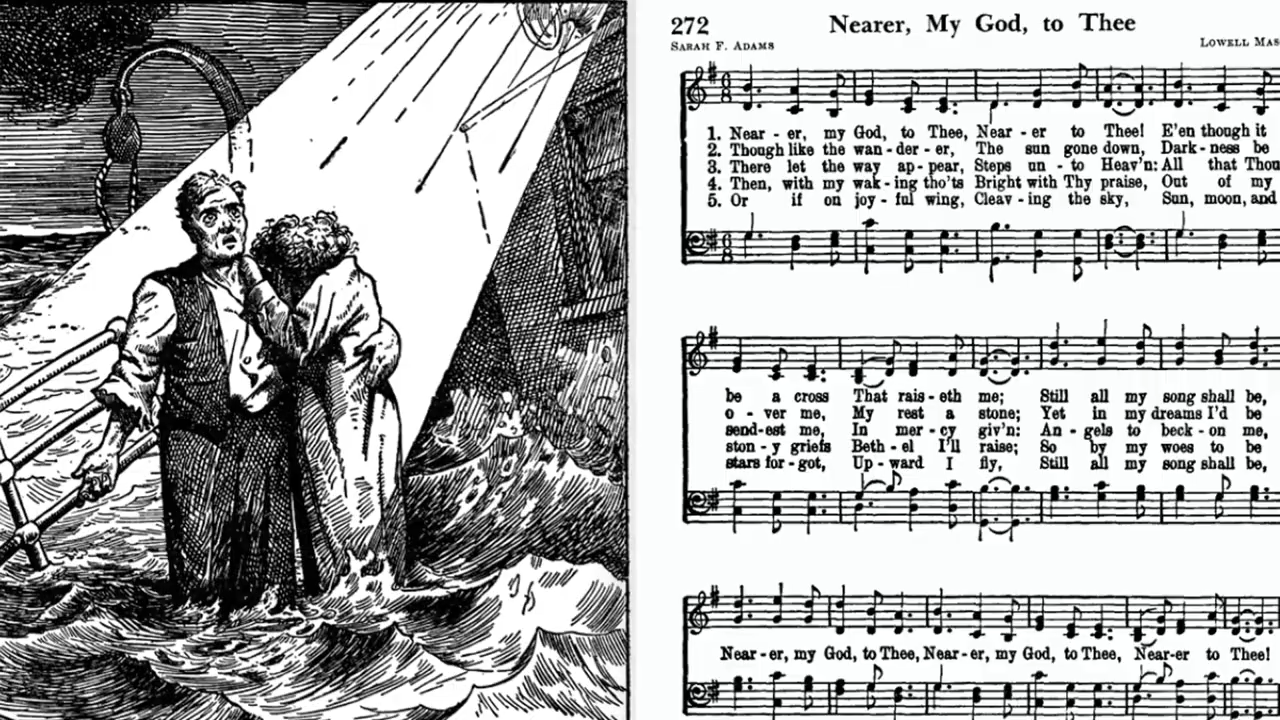 272
Nearer, My God, to Thee
SARAH F. ADAMS
LOWELL MAS
1. Near - er, my God, to Thee, Near - er to Thee! E'en though it
2. Though like the wan - der - er, The sun gone down, Dark - ness be
3. There let the way ap - pear, Steps un - to Heav'n: All that Thou
4. Then, with my wak - ing tho'ts Bright with Thy praise, Out of my
5. Or if on joy - ful wing, Cleav - ing the sky, Sun, moon, and
be a cross That rais - eth me; Still all my song shall be,
o - ver me, My rest a stone; Yet in my dreams I'd be
send - est me, In mer - cy giv'n: An - gels to beck - on me,
ston - y griefs Beth - el I'll raise; So by my woes to be
stars for - got, Up - ward I fly, Still all my song shall be,
Near - er, my God, to Thee, Near - er, my God, to Thee, Near-er to Thee!